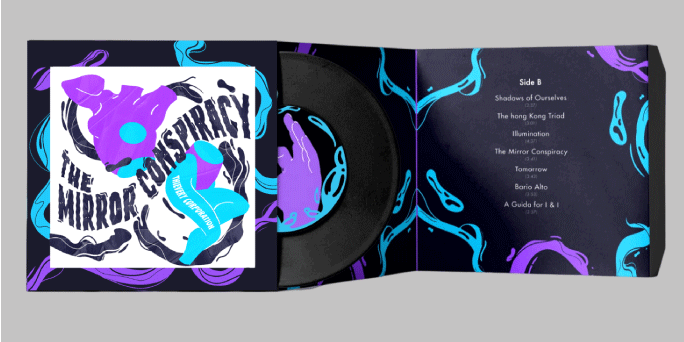 THE
MIRROR
CONSPIRACY
THIEVERY CORPORATION
Side B
Shadows of Ourselves
The hong Kong Triad
Illumination
The Mirror Conspiracy
Tomorrow
Bario Alto
A Guida for I & I